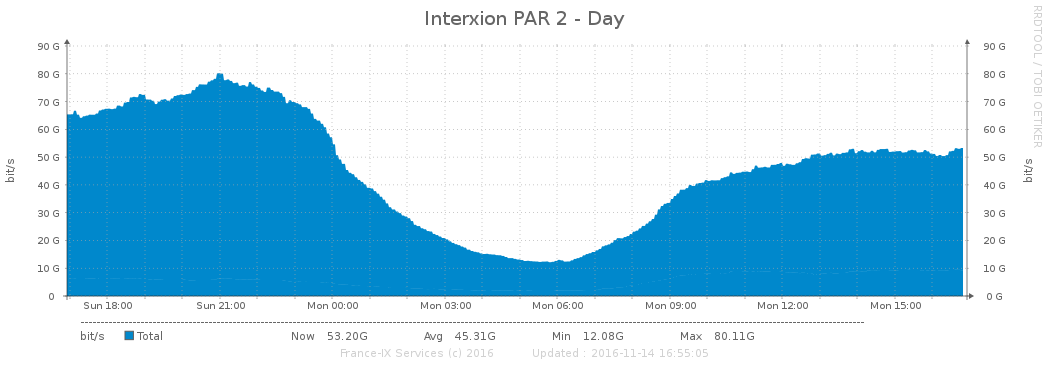 Interxion PAR 2 - Day
RRDTOOL / TOBI OETIKER
90 G 90 G
80 G 80 G
70 G 70 G
60 G 60 G
50 G 50 G
40 G 40 G
30 G 30 G
20 G 20 G
10 G 10 G
0 0 G
bit/s bit/s
Sun 18:00 Sun 21:00 Mon 00:00 Mon 03:00 Mon 06:00 Mon 09:00 Mon 12:00 Mon 15:00
bit/s Total Now 53.20G Avg 45.31G Min 12.08G Max 80.11G
France-IX Services (c) 2016 Updated : 2016-11-14 16:55:05